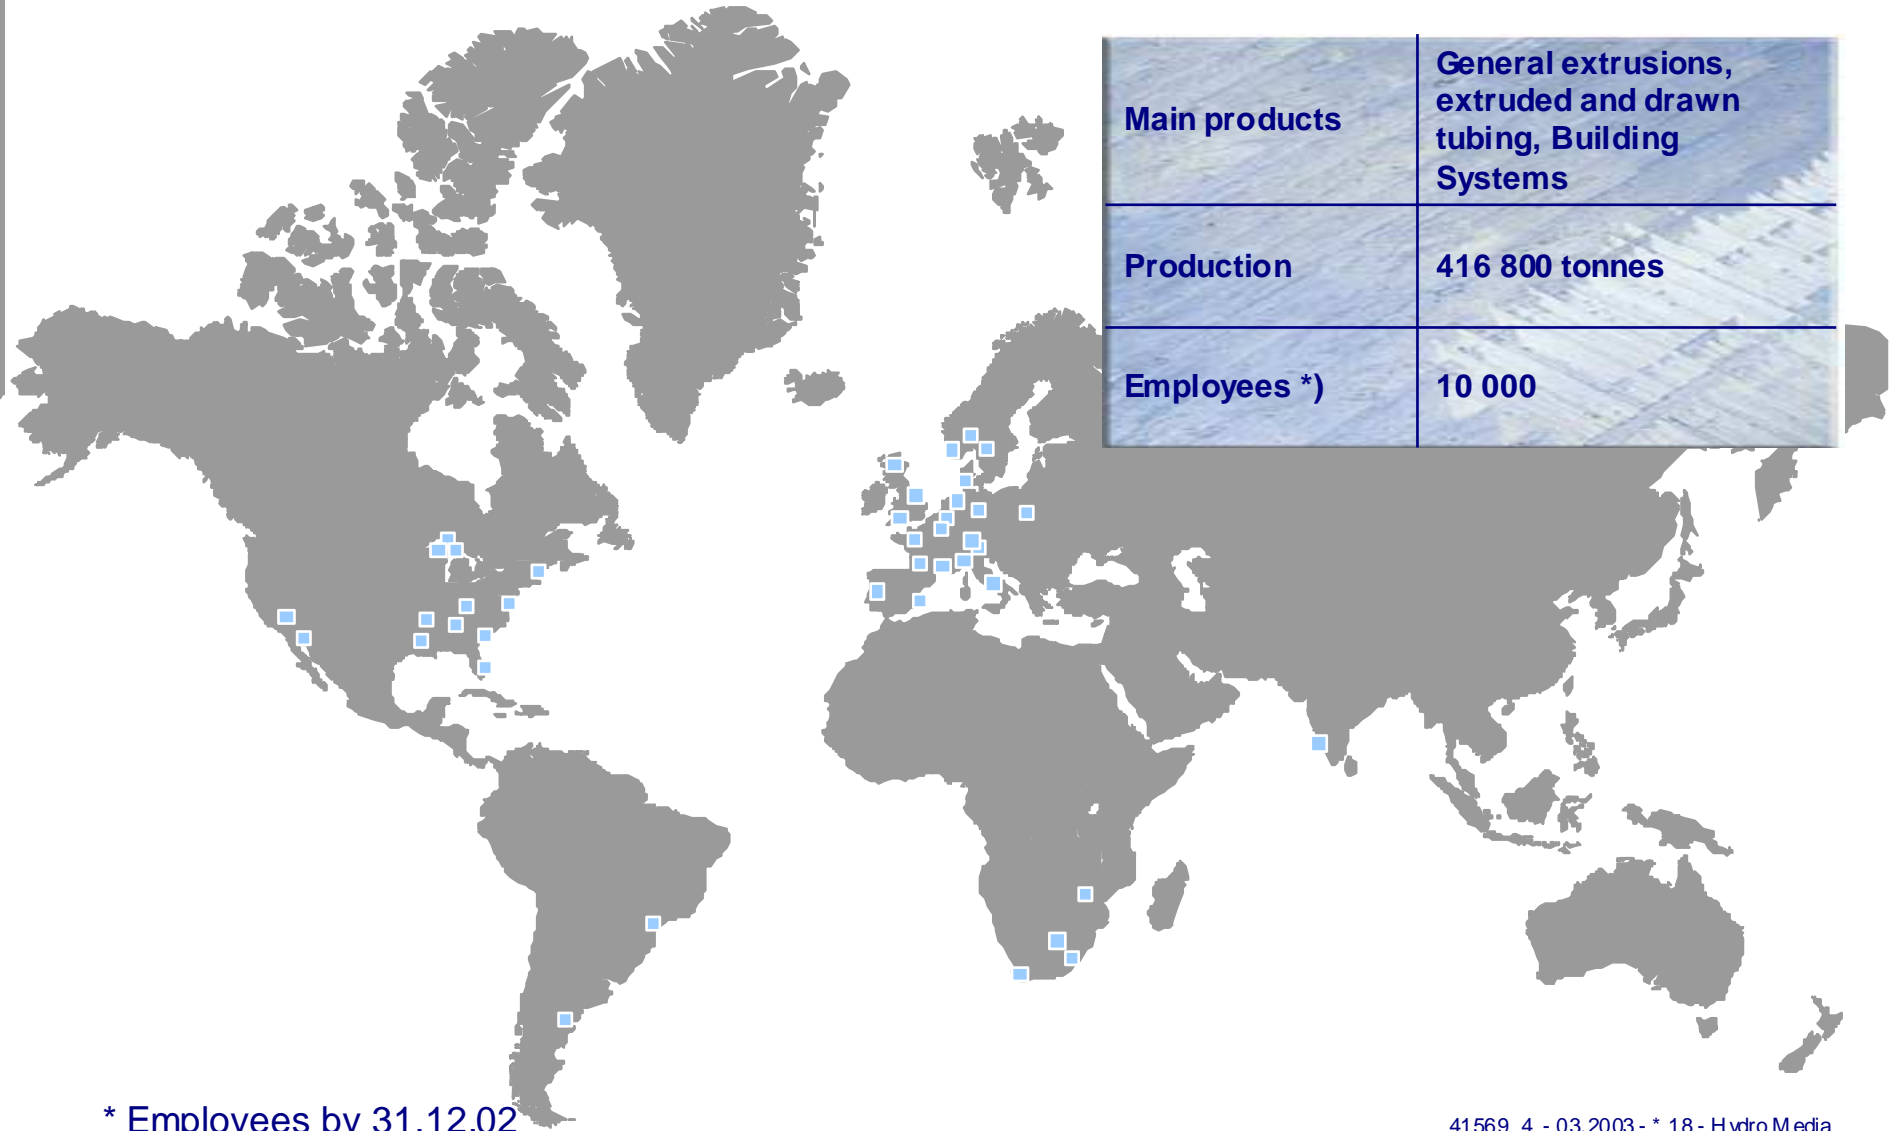 Main products
General extrusions,
extruded and drawn
tubing, Building
Systems
Production
416 800 tonnes
Employees *)
10 000
* Employees by 31.12.02
41569_4 - 03.2003 - * 18 - Hydro Media